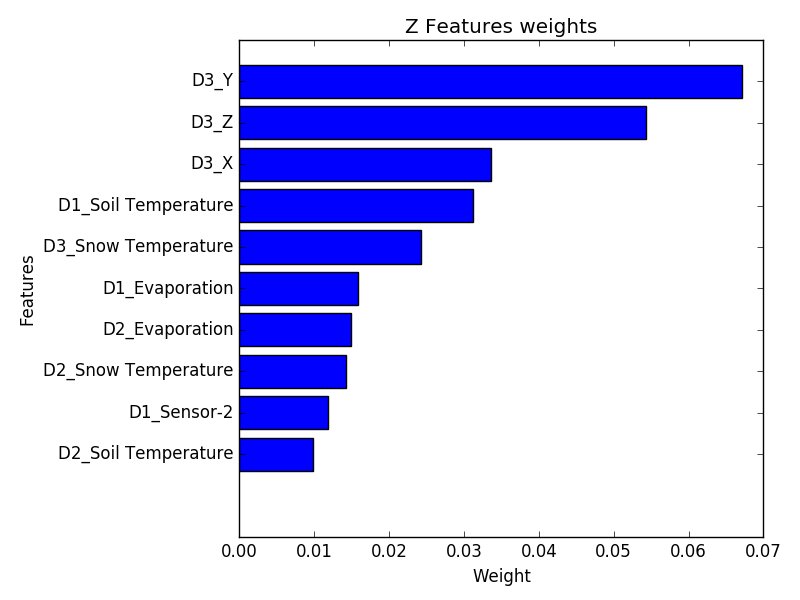 Z Features weights
Features
D3_Y
D3_Z
D3_X
D1_Soil Temperature
D3_Snow Temperature
D1_Evaporation
D2_Evaporation
D2_Snow Temperature
D1_Sensor-2
D2_Soil Temperature
0.00 0.01 0.02 0.03 0.04 0.05 0.06 0.07
Weight